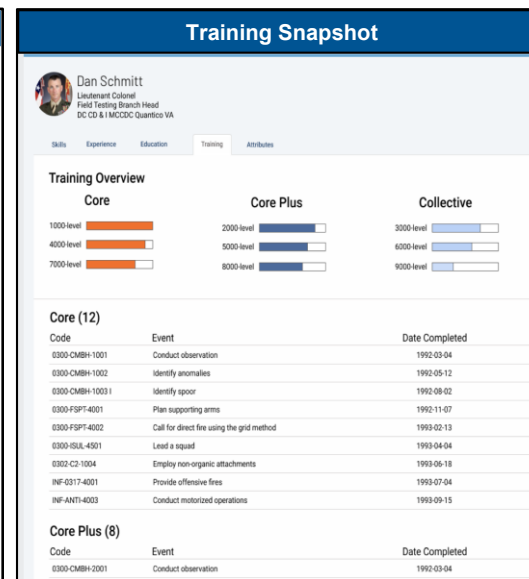 Training Snapshot
Dan Schmitt
Lieutenant Colonel
Field Testing Branch Head
DC CD & I MCCDC Quantico VA
Skills Experience Education Training Attributes
Training Overview
Core Core Plus Collective
1000-level 2000-level 3000-level
4000-level 5000-level 6000-level
7000-level 8000-level 9000-level
Core (12)
Code Event Date Completed
0300-CMBH-1001 Conduct observation 1992-03-04
0300-CMBH-1002 Identify anomalies 1992-05-12
0300-CMBH-1003 I Identify spoor 1992-08-02
0300-FSPT-4001 Plan supporting arms 1992-11-07
0300-FSPT-4002 Call for direct fire using the grid method 1993-02-13
0300-ISUL-4501 Lead a squad 1993-04-04
0302-C2-1004 Employ non-organic attachments 1993-06-18
INF-0317-4001 Provide offensive fires 1993-07-04
INF-ANTI-4003 Conduct motorized operations 1993-09-15
Core Plus (8)
Code Event Date Completed
0300-CMBH-2001 Conduct observation 1992-03-04